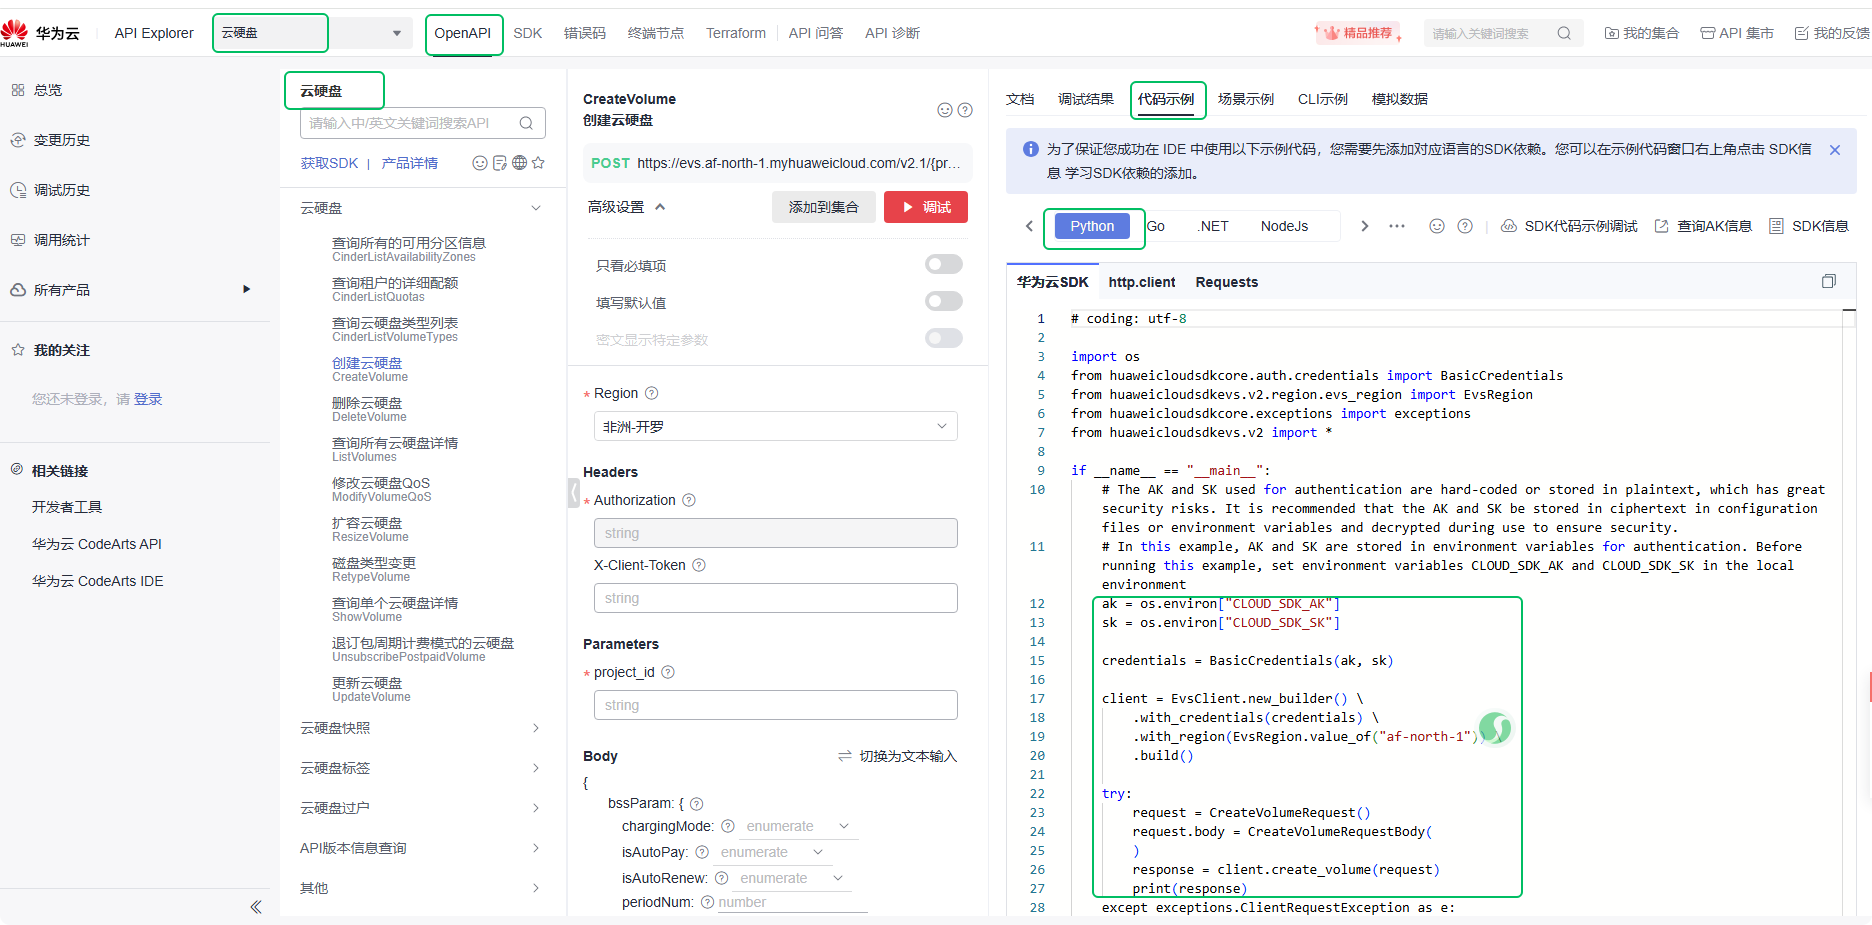 HUAWEI 华为云 API Explorer 云硬盘 OpenAPI SDK 错误码 终端节点 Terraform API 问答 API 诊断 精品推荐 请输入关键词搜索 我的集合 API 集市 我的反馈
总览
变更历史
调试历史
调用统计
所有产品
我的关注
您还未登录，请 登录
相关链接
开发者工具
华为云 CodeArts API
华为云 CodeArts IDE
云硬盘
请输入中/英文关键词搜索API
获取SDK | 产品详情
云硬盘
查询所有的可用分区信息
CinderListAvailabilityZones
查询租户的详细配额
CinderListQuotas
查询云硬盘类型列表
CinderListVolumeTypes
创建云硬盘
CreateVolume
删除云硬盘
DeleteVolume
查询所有云硬盘详情
ListVolumes
修改云硬盘QoS
ModifyVolumeQoS
扩容云硬盘
ResizeVolume
磁盘类型变更
RetypeVolume
查询单个云硬盘详情
ShowVolume
退订包周期计费模式的云硬盘
UnsubscribePostpaidVolume
更新云硬盘
UpdateVolume
云硬盘快照
云硬盘标签
云硬盘过户
API版本信息查询
其他
CreateVolume
创建云硬盘
POST https://evs.af-north-1.myhuaweicloud.com/v2.1/{pr...
高级设置 添加到集合 调试
只看必填项
填写默认值
密文显示特定参数
* Region
非洲-开罗
Headers
* Authorization
string
X-Client-Token
string
Parameters
* project_id
string
Body 切换为文本输入
{
bssParam: {
chargingMode: enumerate
isAutoPay: enumerate
isAutoRenew: enumerate
periodNum: number
文档 调试结果 代码示例 场景示例 CLI示例 模拟数据
为了保证您成功在 IDE 中使用以下示例代码，您需要先添加对应语言的SDK依赖。您可以在示例代码窗口右上角点击 SDK信
息 学习SDK依赖的添加。
Python Go .NET NodeJs ··· SDK代码示例调试 查询AK信息 SDK信息
华为云SDK http.client Requests
1 # coding: utf-8
2
3 import os
4 from huaweicloudsdkcore.auth.credentials import BasicCredentials
5 from huaweicloudsdkevs.v2.region.evs_region import EvsRegion
6 from huaweicloudsdkcore.exceptions import exceptions
7 from huaweicloudsdkevs.v2 import *
8
9 if __name__ == "__main__":
10 # The AK and SK used for authentication are hard-coded or stored in plaintext, which has great
security risks. It is recommended that the AK and SK be stored in ciphertext in configuration
files or environment variables and decrypted during use to ensure security.
11 # In this example, AK and SK are stored in environment variables for authentication. Before
running this example, set environment variables CLOUD_SDK_AK and CLOUD_SDK_SK in the local
environment
12 ak = os.environ["CLOUD_SDK_AK"]
13 sk = os.environ["CLOUD_SDK_SK"]
14
15 credentials = BasicCredentials(ak, sk)
16
17 client = EvsClient.new_builder() \
18 .with_credentials(credentials) \
19 .with_region(EvsRegion.value_of("af-north-1"))
20 .build()
21
22 try:
23 request = CreateVolumeRequest()
24 request.body = CreateVolumeRequestBody(
25 )
26 response = client.create_volume(request)
27 print(response)
28 except exceptions.ClientRequestException as e: